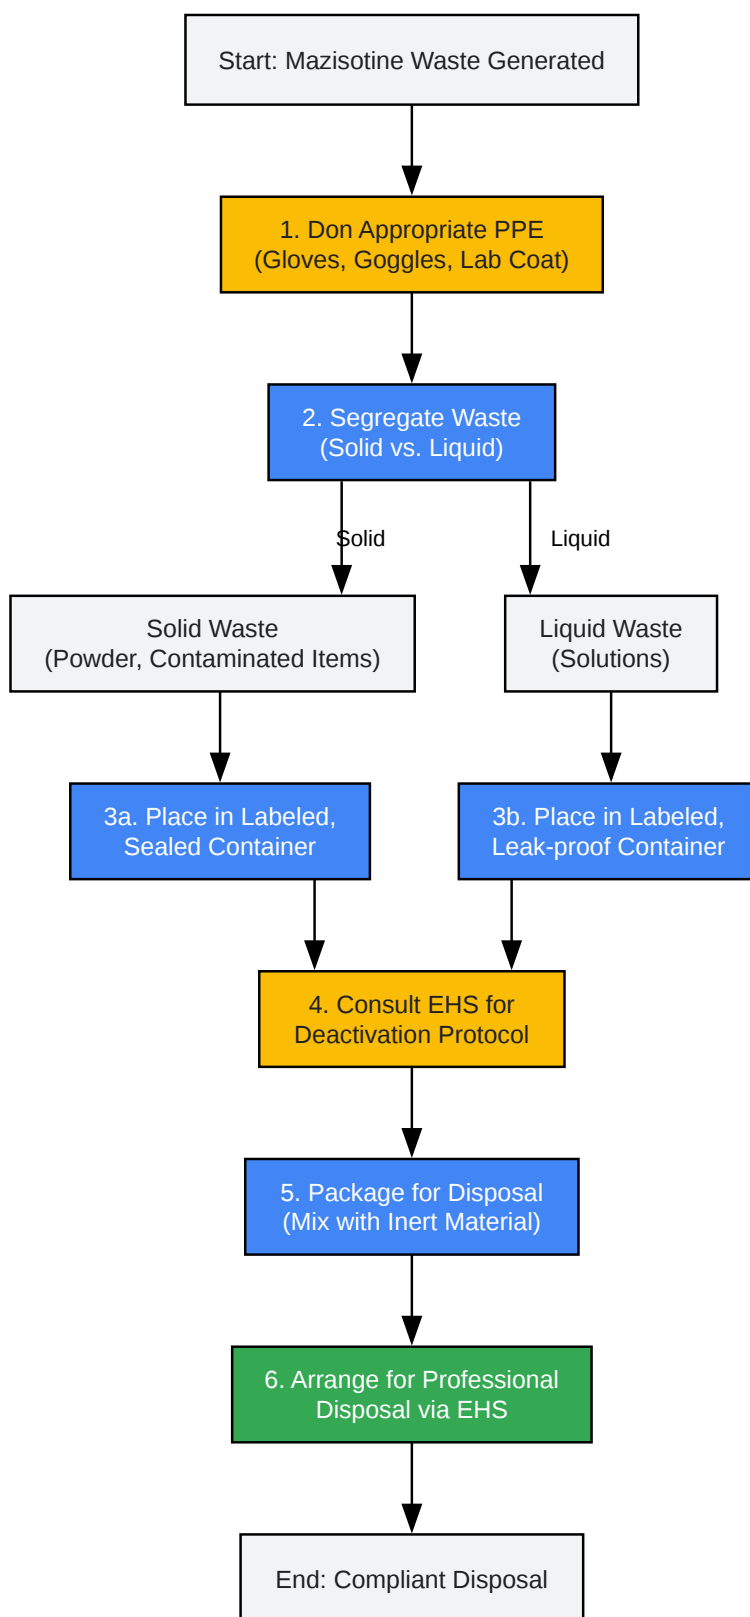 Start: Mazisotine Waste Generated
1. Don Appropriate PPE
(Gloves, Goggles, Lab Coat)
2. Segregate Waste
(Solid vs. Liquid)
Solid
Liquid
Solid Waste
(Powder, Contaminated Items)
Liquid Waste
(Solutions)
3a. Place in Labeled,
Sealed Container
3b. Place in Labeled,
Leak-proof Container
4. Consult EHS for
Deactivation Protocol
5. Package for Disposal
(Mix with Inert Material)
6. Arrange for Professional
Disposal via EHS
End: Compliant Disposal